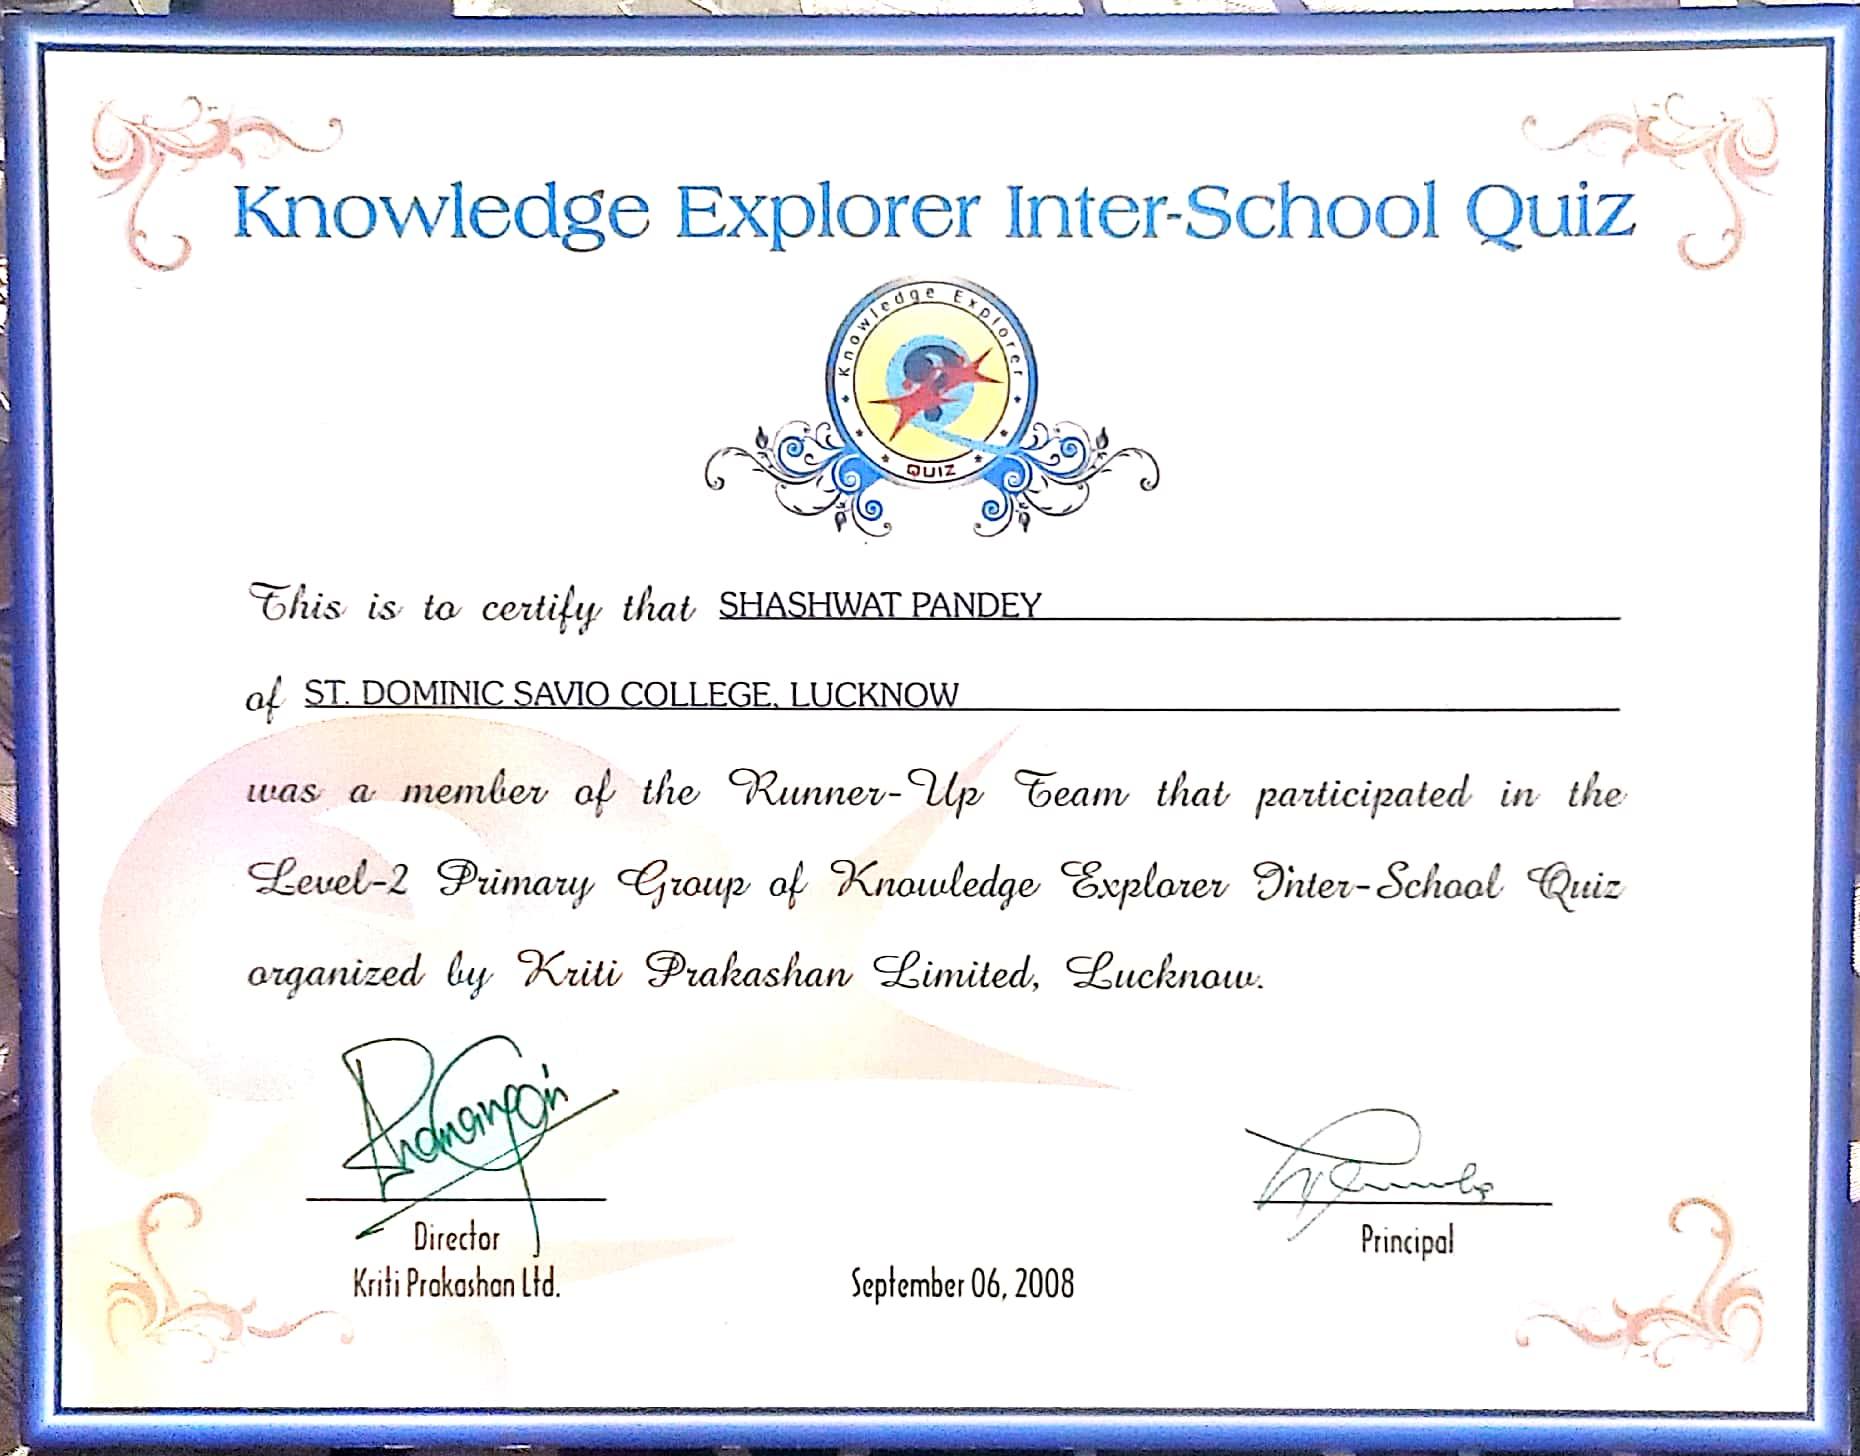 Knowledge Explorer Inter-School Quiz
Knowledge Explorer
QUIZ
This is to certify that SHASHWAT PANDEY
of ST. DOMINIC SAVIO COLLEGE, LUCKNOW
was a member of the Runner-Up Team that participated in the
Level-2 Primary Group of Knowledge Explorer Inter-School Quiz
organized by Kriti Prakashan Limited, Lucknow.
Director
Kriti Prakashan Ltd.
September 06, 2008
Principal